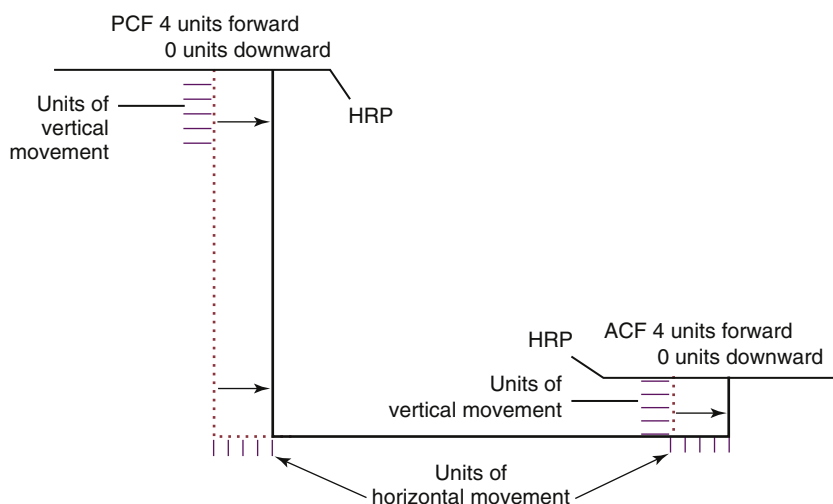 PCF 4 units forward
0 units downward
Units of
vertical
movement
HRP
HRP
ACF 4 units forward
0 units downward
Units of
vertical movement
Units of
horizontal movement